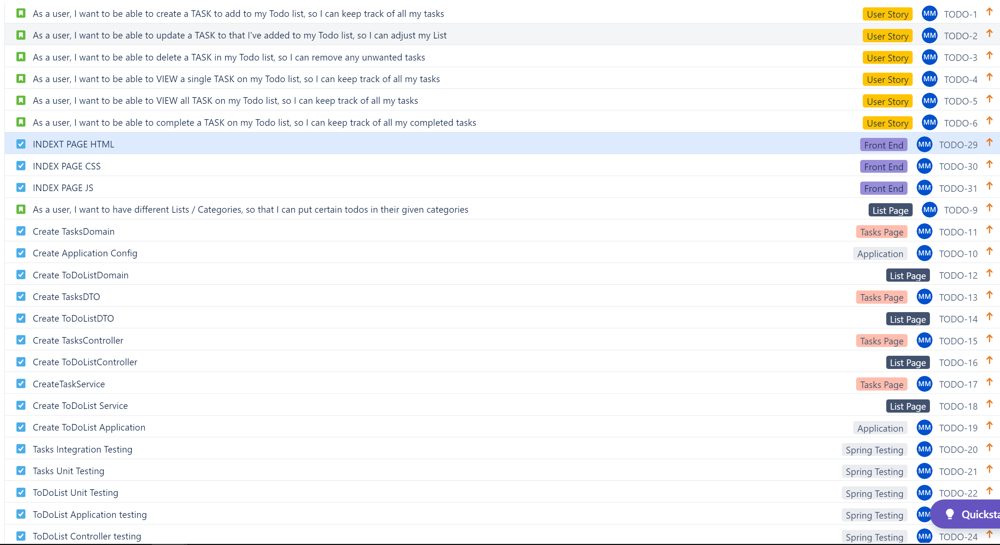 As a user, I want to be able to create a TASK to add to my Todo list, so I can keep track of all my tasks User Story MM TODO-1
As a user, I want to be able to update a TASK to that I've added to my Todo list, so I can adjust my List User Story MM TODO-2
As a user, I want to be able to delete a TASK in my Todo list, so I can remove any unwanted tasks User Story MM TODO-3
As a user, I want to be able to VIEW a single TASK on my Todo list, so I can keep track of all my tasks User Story MM TODO-4
As a user, I want to be able to VIEW all TASK on my Todo list, so I can keep track of all my tasks User Story MM TODO-5
As a user, I want to be able to complete a TASK on my Todo list, so I can keep track of all my completed tasks User Story MM TODO-6
INDEXT PAGE HTML Front End MM TODO-29
INDEX PAGE CSS Front End MM TODO-30
INDEX PAGE JS Front End MM TODO-31
As a user, I want to have different Lists / Categories, so that I can put certain todos in their given categories List Page MM TODO-9
Create TasksDomain Tasks Page MM TODO-11
Create Application Config Application MM TODO-10
Create ToDoListDomain List Page TODO-12
Create TasksDTO Tasks Page MM TODO-13
Create ToDoListDTO List Page TODO-14
Create TasksController Tasks Page MM TODO-15
Create ToDoListController List Page TODO-16
CreateTaskService Tasks Page MM TODO-17
Create ToDoList Service List Page TODO-18
Create ToDoList Application Application MM TODO-19
Tasks Integration Testing Spring Testing MM TODO-20
Tasks Unit Testing Spring Testing MM TODO-21
ToDoList Unit Testing Spring Testing MM TODO-22
ToDoList Application testing Spring Testing MM Quicksta
ToDoList Controller testing Spring Testing MM TODO-24